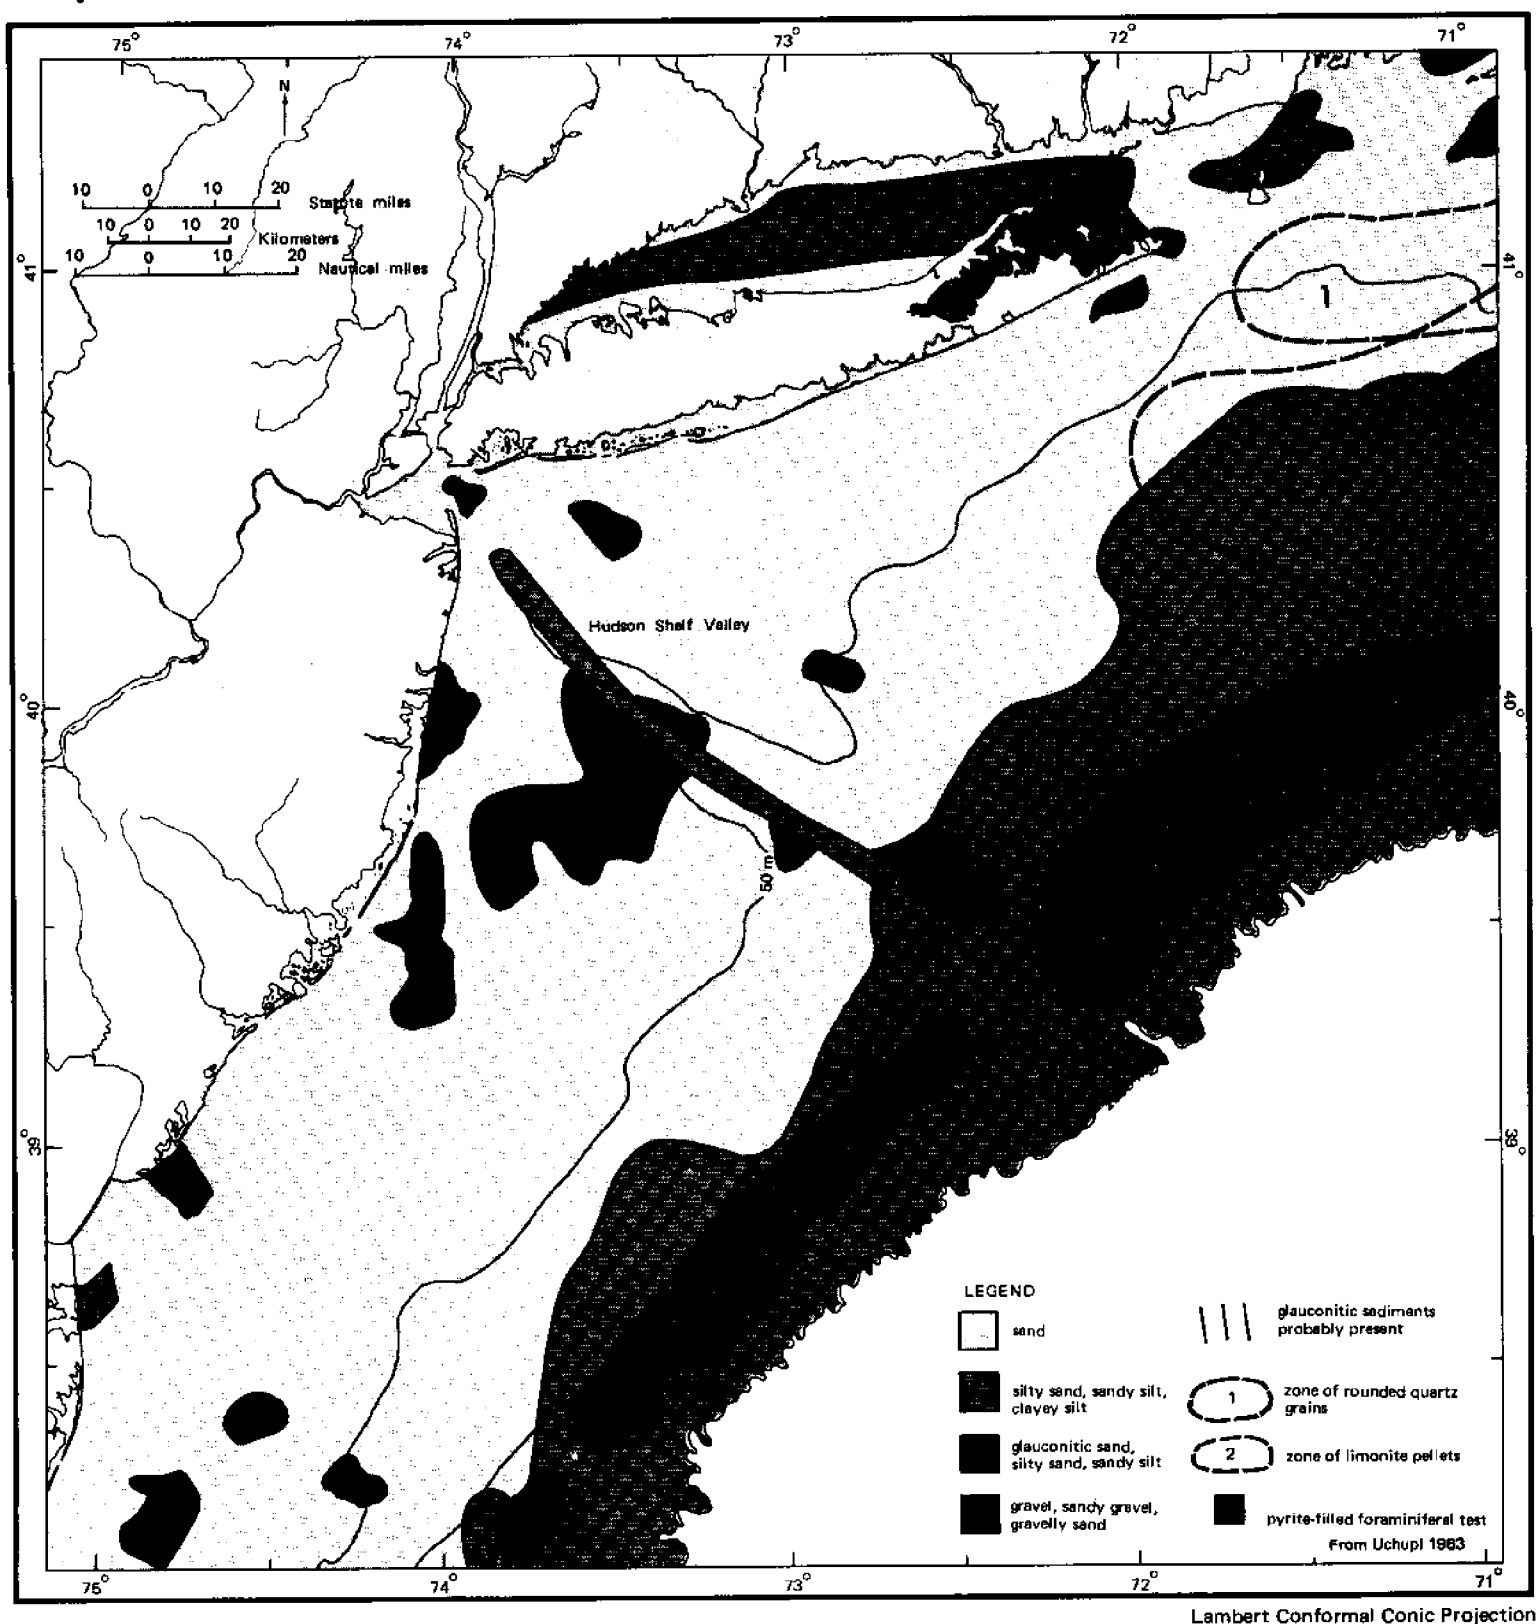 75° 74° 73° 72° 71°
N
10 0 10 20
Statute miles
10 0 10 20
Kilometers
10 0 10 20
Nautical miles
41° 41°
1
Hudson Shelf Valley
40° 40°
50 m
39° 39°
LEGEND
sand
silty sand, sandy silt,
clayey silt
glauconitic sand,
silty sand, sandy silt
gravel, sandy gravel,
gravelly sand
glauconitic sediments
probably present
1 zone of rounded quartz
grains
2 zone of limonite pellets
pyrite-filled foraminiferal test
From Uchupi 1963
75° 74° 73° 72° 71°
Lambert Conformal Conic Projection